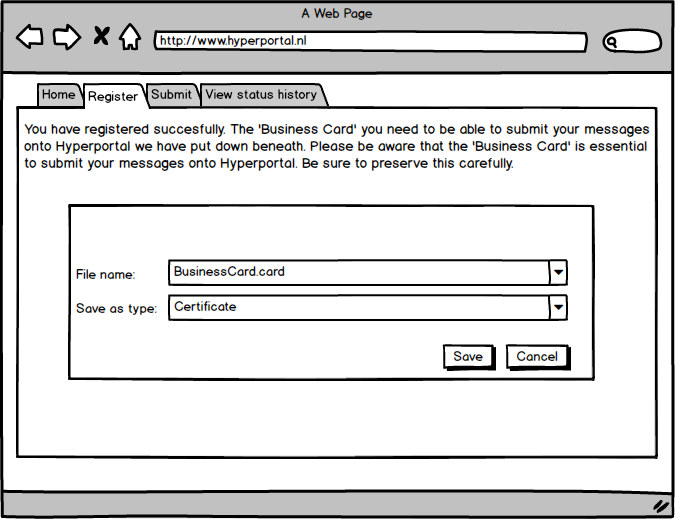 A Web Page
http://www.hyperportal.nl
Home Register Submit View status history
You have registered succesfully. The 'Business Card' you need to be able to submit your messages
onto Hyperportal we have put down beneath. Please be aware that the 'Business Card' is essential
to submit your messages onto Hyperportal. Be sure to preserve this carefully.
File name: BusinessCard.card
Save as type: Certificate
Save Cancel